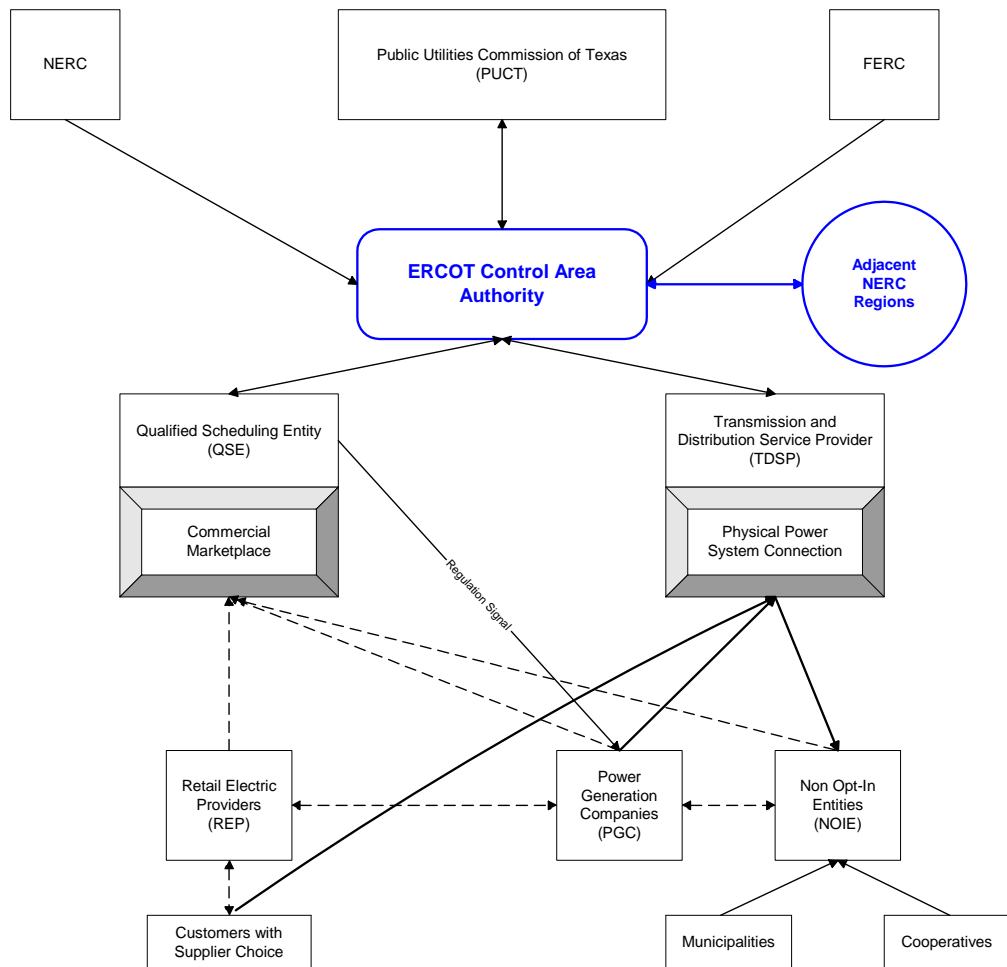 NERC
Public Utilities Commission of Texas
(PUCT)
FERC
ERCOT Control Area
Authority
Adjacent
NERC
Regions
Qualified Scheduling Entity
(QSE)
Transmission and
Distribution Service Provider
(TDSP)
Commercial
Marketplace
Physical Power
System Connection
Regulation Signal
Retail Electric
Providers
(REP)
Power
Generation
Companies
(PGC)
Non Opt-In
Entities
(NOIE)
Customers with
Supplier Choice
Municipalities
Cooperatives